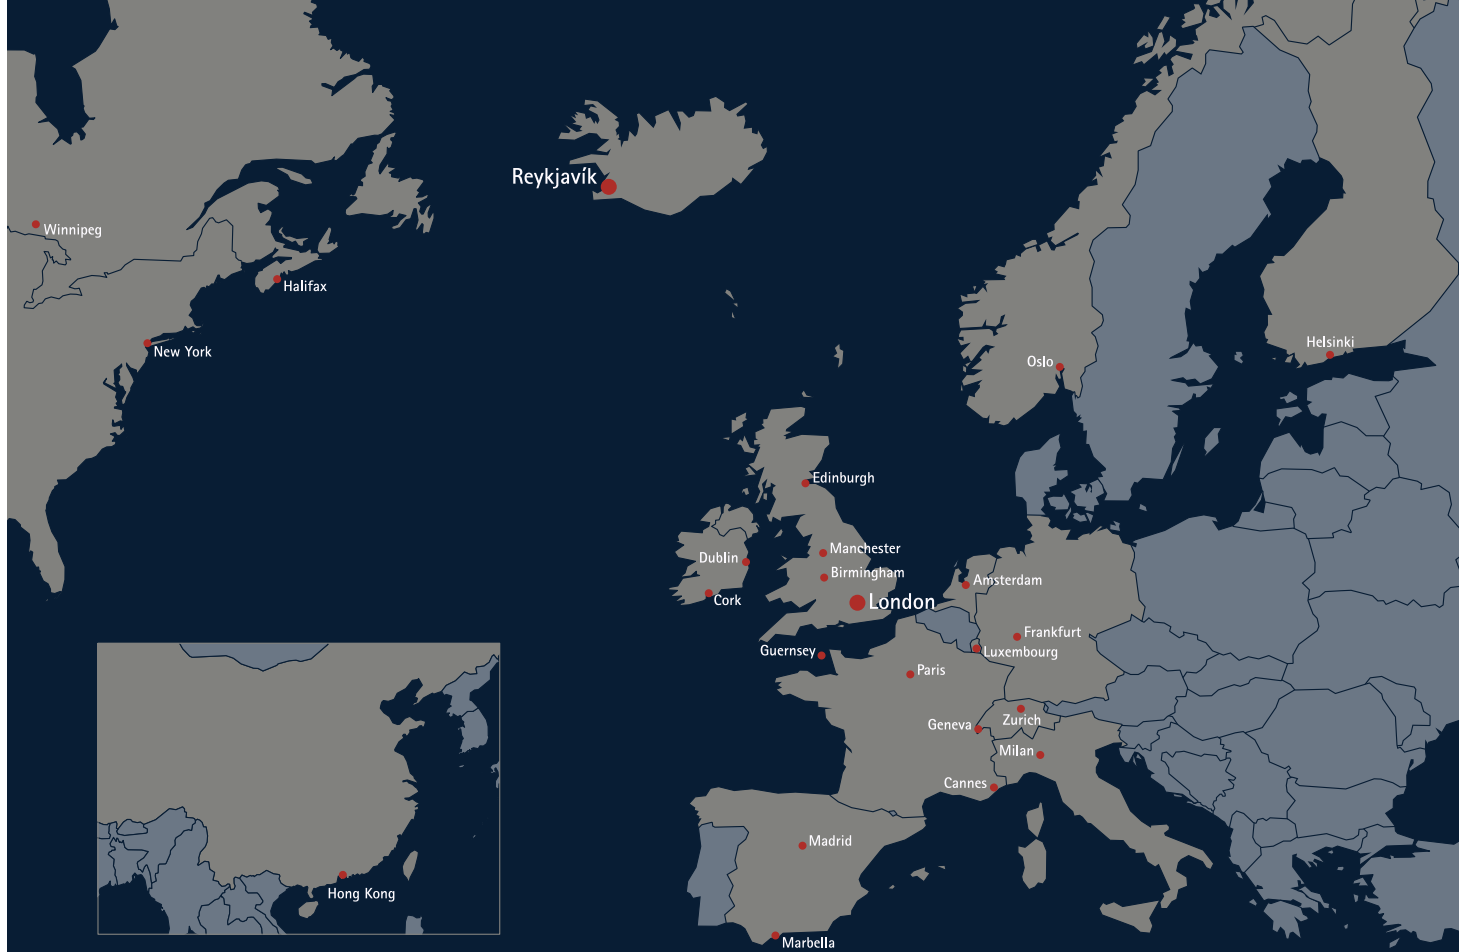 Reykjavík
Winnipeg
Halifax
New York
Helsinki
Oslo
Edinburgh
Manchester
Dublin
Birmingham
Amsterdam
Cork
London
Frankfurt
Guernsey
Luxembourg
Paris
Geneva
Zurich
Milan
Cannes
Madrid
Hong Kong
Marbella